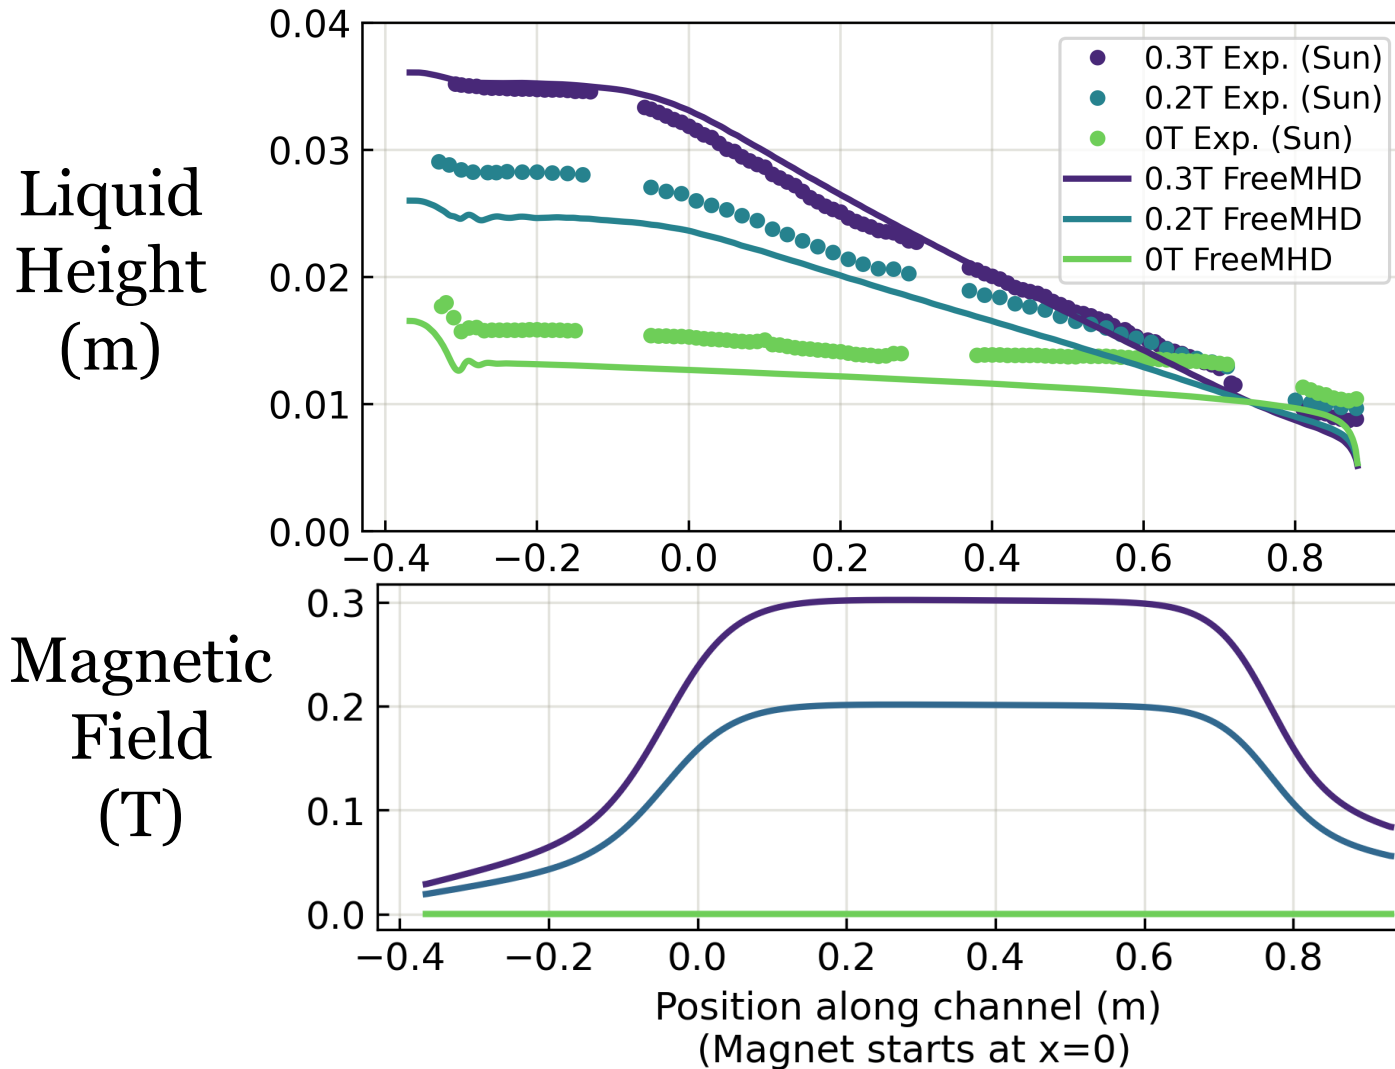 Liquid
Height
(m)
0.04
0.03
0.02
0.01
0.00
−0.4 −0.2 0.0 0.2 0.4 0.6 0.8
0.3T Exp. (Sun)
0.2T Exp. (Sun)
0T Exp. (Sun)
0.3T FreeMHD
0.2T FreeMHD
0T FreeMHD
Magnetic
Field
(T)
0.3
0.2
0.1
0.0
−0.4 −0.2 0.0 0.2 0.4 0.6 0.8
Position along channel (m)
(Magnet starts at x=0)